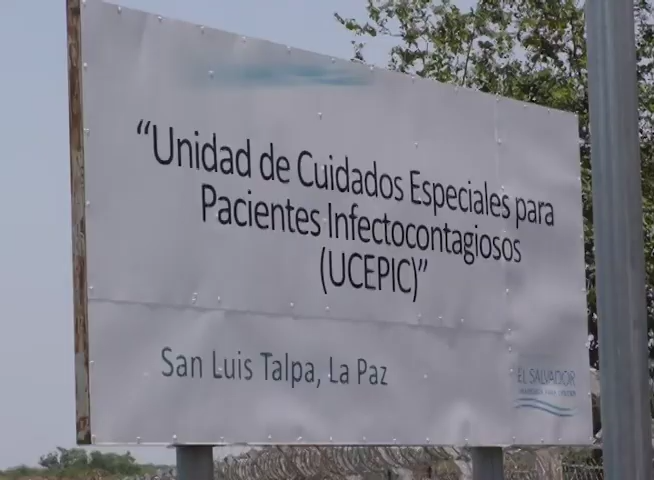 "Unidad de Cuidados Especiales para
Pacientes Infectocontagiosos
(UCEPIC)"
San Luis Talpa, La Paz
EL SALVADOR